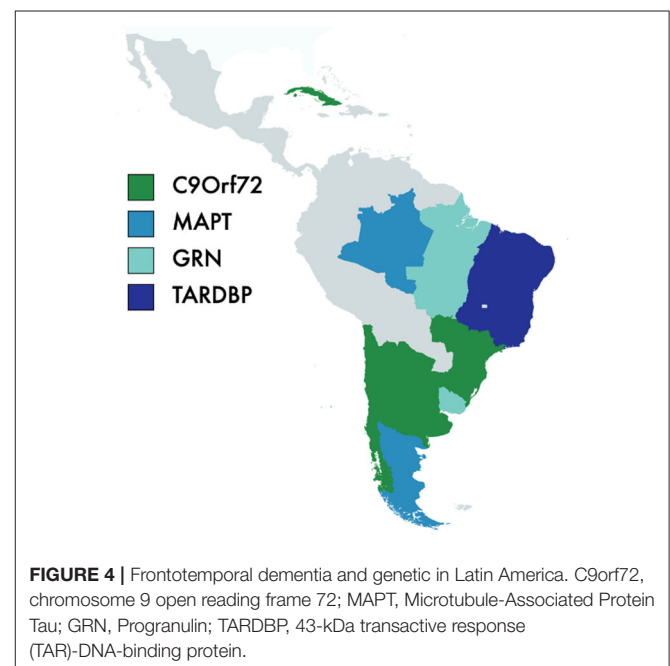 C9Orf72
MAPT
GRN
TARDBP
FIGURE 4 | Frontotemporal dementia and genetic in Latin America. C9orf72,
chromosome 9 open reading frame 72; MAPT, Microtubule-Associated Protein
Tau; GRN, Progranulin; TARDBP, 43-kDa transactive response
(TAR)-DNA-binding protein.